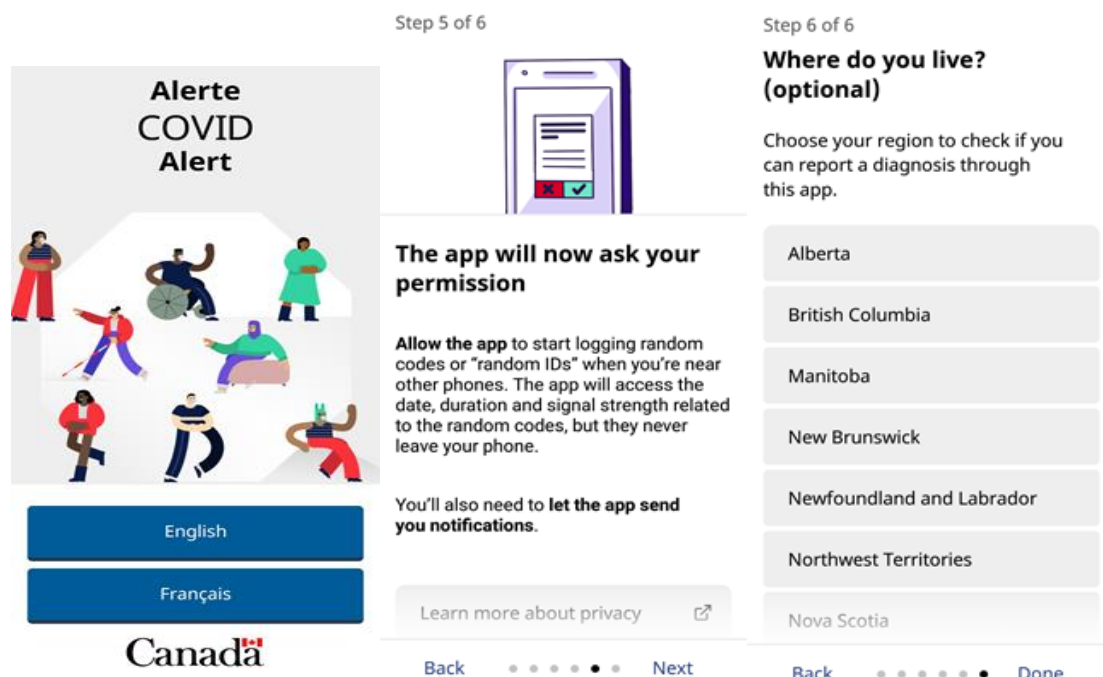 Alerte
COVID
Alert
English
Français
Canada
Step 5 of 6
The app will now ask your
permission
Allow the app to start logging random
codes or “random IDs” when you’re near
other phones. The app will access the
date, duration and signal strength related
to the random codes, but they never
leave your phone.
You’ll also need to let the app send
you notifications.
Learn more about privacy
Back
Next
Step 6 of 6
Where do you live?
(optional)
Choose your region to check if you
can report a diagnosis through
this app.
Alberta
British Columbia
Manitoba
New Brunswick
Newfoundland and Labrador
Northwest Territories
Nova Scotia
Back
Done